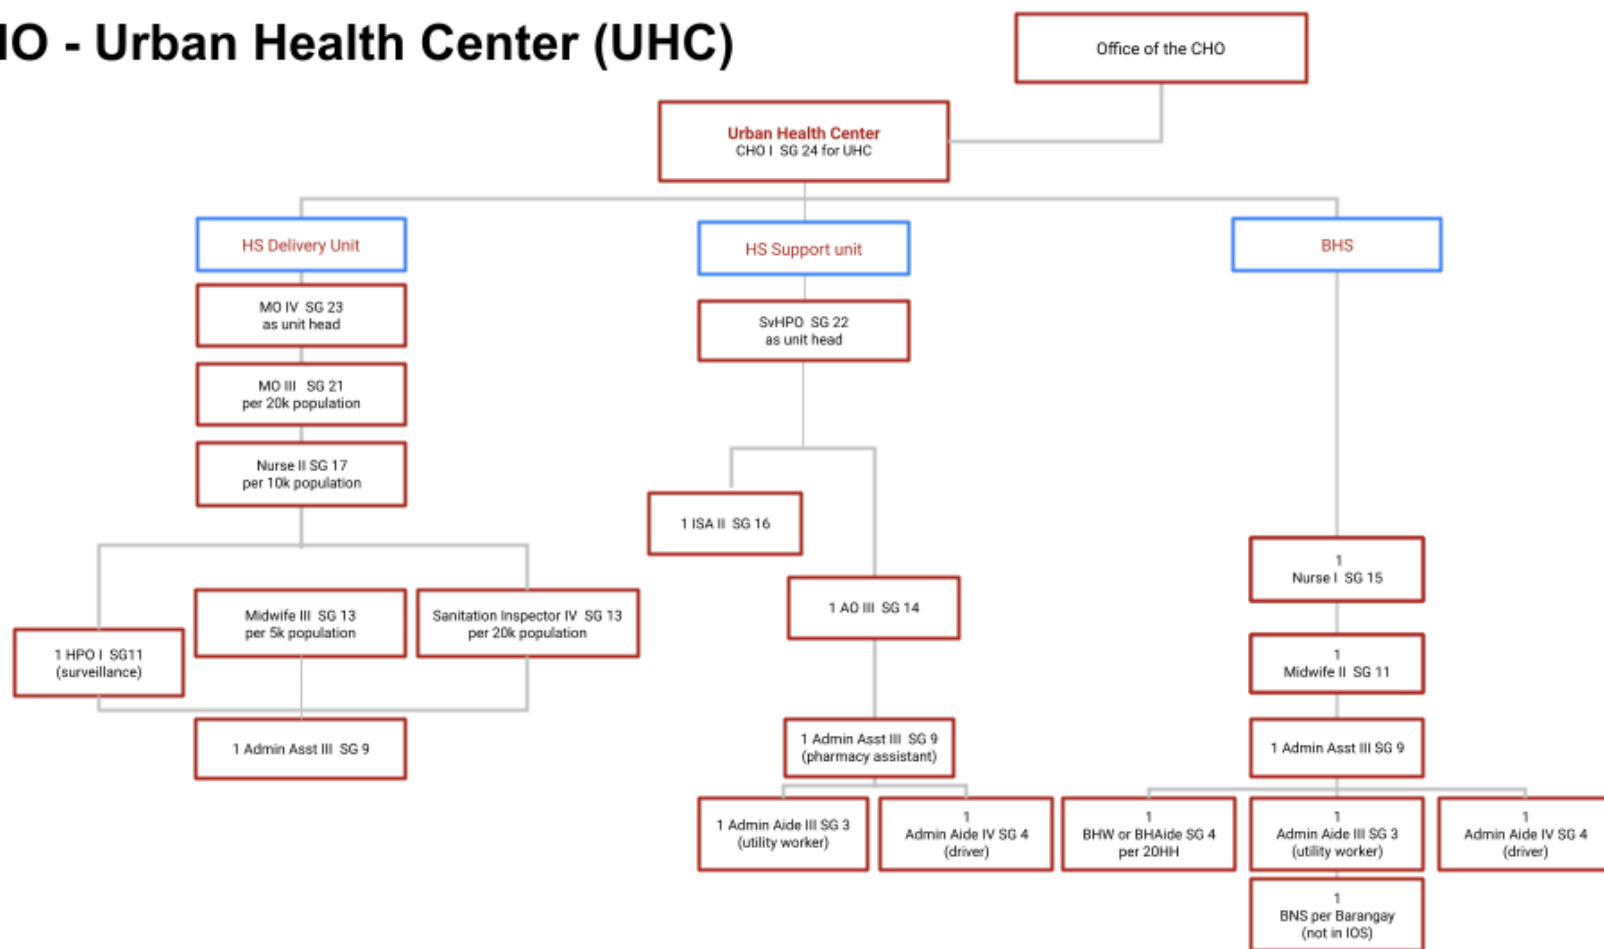 IO - Urban Health Center (UHC)
Office of the CHO
Urban Health Center
CHO I SG 24 for UHC
HS Delivery Unit
HS Support unit
BHS
MO IV SG 23
as unit head
SvHPO SG 22
as unit head
MO III SG 21
per 20k population
Nurse II SG 17
per 10k population
1 ISA II SG 16
1 AO III SG 14
1
Nurse I SG 15
1 HPO I SG11
(surveillance)
Midwife III SG 13
per 5k population
Sanitation Inspector IV SG 13
per 20k population
1
Midwife II SG 11
1 Admin Asst III SG 9
1 Admin Asst III SG 9
(pharmacy assistant)
1 Admin Asst III SG 9
1 Admin Aide III SG 3
(utility worker)
1
Admin Aide IV SG 4
(driver)
1
BHW or BHAide SG 4
per 20HH
1
Admin Aide III SG 3
(utility worker)
1
Admin Aide IV SG 4
(driver)
1
BNS per Barangay
(not in IOS)